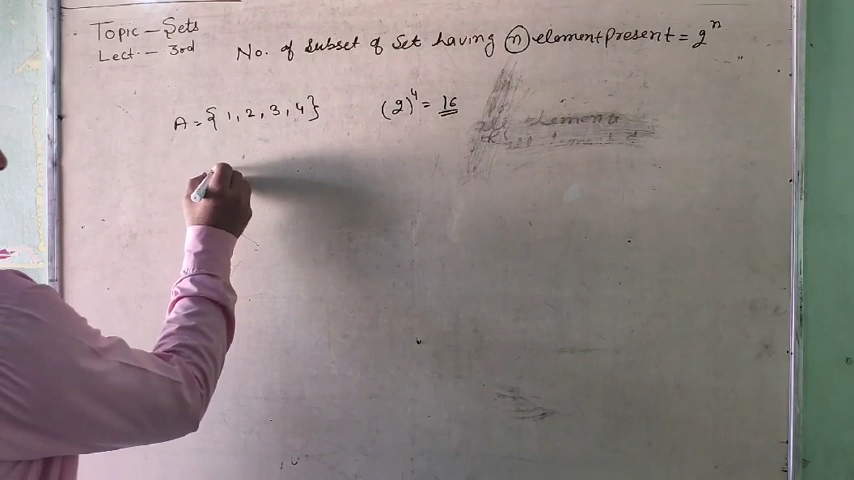 Topic - Sets
Lect. - 3rd
No. of subset of Set having n element present = 2^n
A = { 1, 2, 3, 4 } (2)^4 = 16